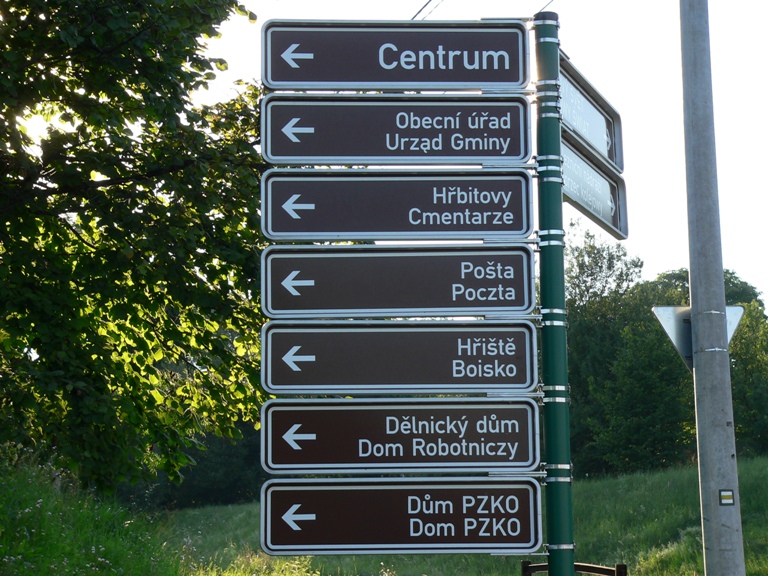 Centrum
Obecní úřad
Urząd Gminy
Hřbitovy
Cmentarze
Pošta
Poczta
Hřiště
Boisko
Dělnický dům
Dom Robotniczy
Dům PZKO
Dom PZKO